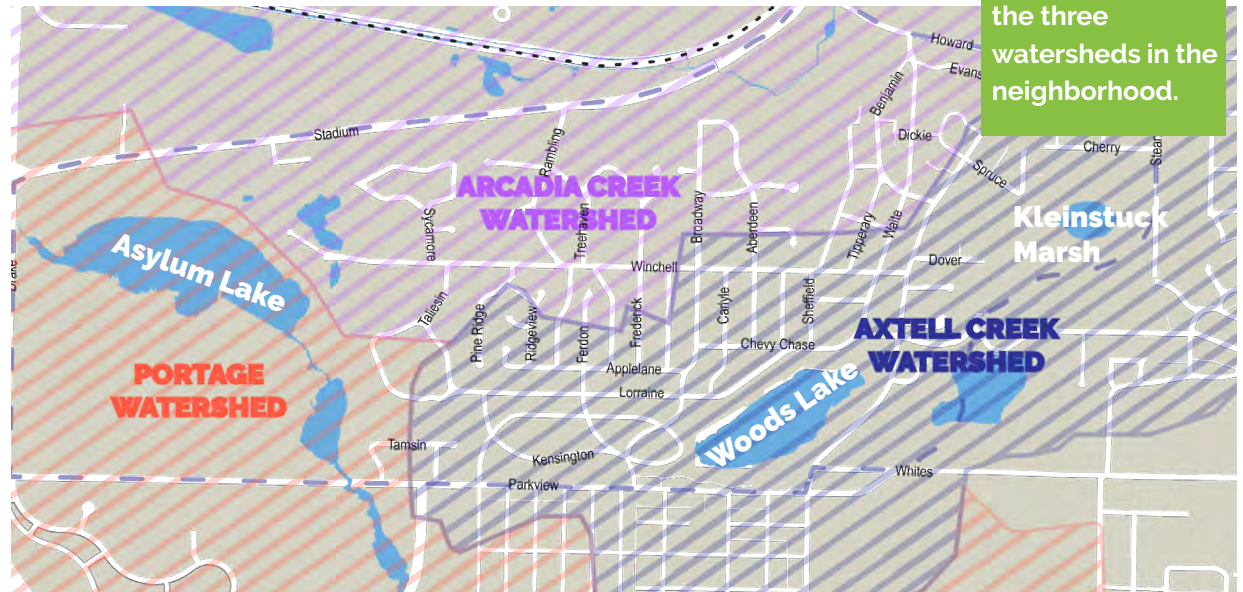 the three
watersheds in the
neighborhood.
Howard
Evans
Benjamin
Stadium
Rambling
Dickie
Cherry
Spruce
ARCADIA CREEK
WATERSHED
Sycamore
Treehaven
Broadway
Aberdeen
Tipperary
Waite
Kleinstuck
Marsh
Asylum Lake
Winchell
Dover
Taliesin
Pine Ridge
Ridgeview
Ferdon
Frederick
Carlyle
Sheffield
Chevy Chase
AXTELL CREEK
WATERSHED
PORTAGE
WATERSHED
Applelane
Lorraine
Woods Lake
Tamsin
Kensington
Whites
Parkview